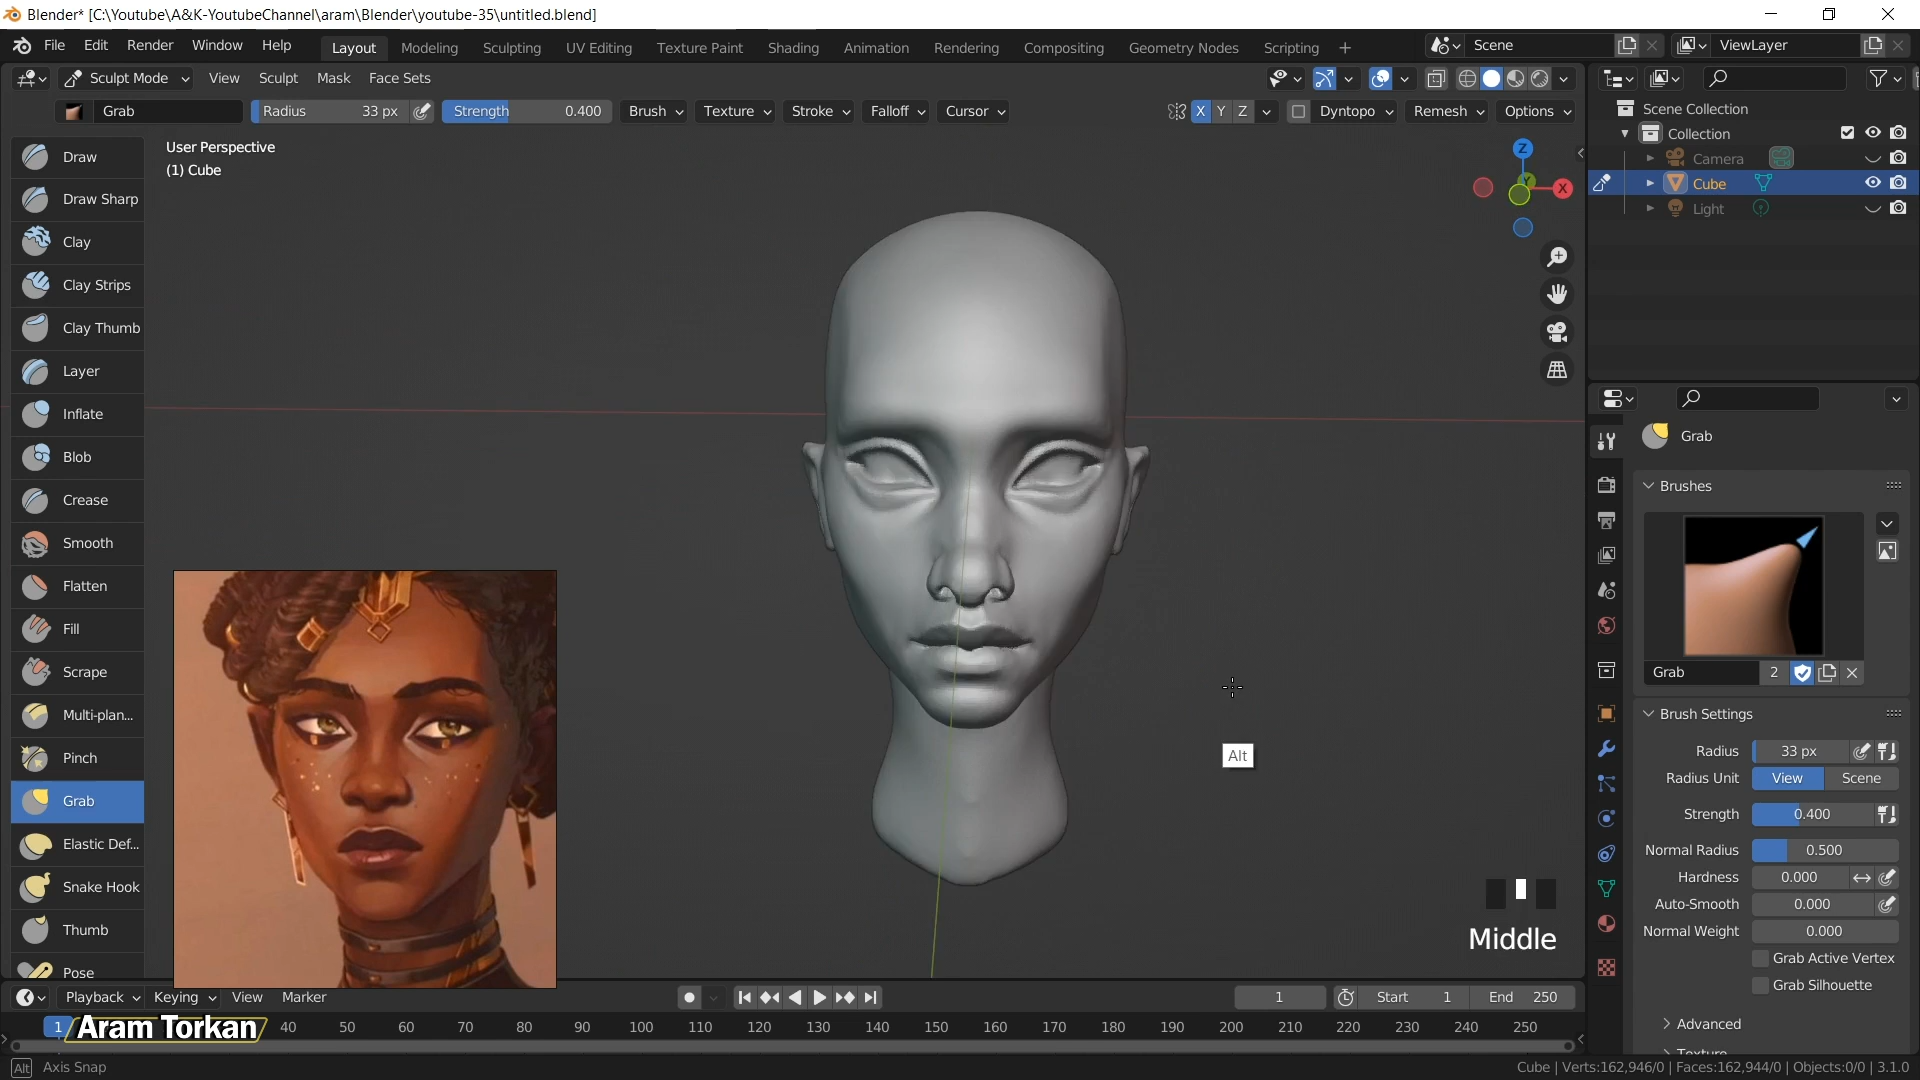 Blender* [C:\Youtube\A&K-YoutubeChannel\aram\Blender\youtube-35\untitled.blend]
File Edit Render Window Help Layout Modeling Sculpting UV Editing Texture Paint Shading Animation Rendering Compositing Geometry Nodes Scripting + Scene ViewLayer
Sculpt Mode View Sculpt Mask Face Sets
Grab Radius 33 px Strength 0.400 Brush Texture Stroke Falloff Cursor X Y Z Dyntopo Remesh Options
User Perspective
(1) Cube
Z
X
Y
Draw
Draw Sharp
Clay
Clay Strips
Clay Thumb
Layer
Inflate
Blob
Crease
Smooth
Flatten
Fill
Scrape
Multi-plan...
Pinch
Grab
Elastic Def...
Snake Hook
Thumb
Pose
Alt
Middle
Scene Collection
Collection
Camera
Cube
Light
Grab
Brushes
Grab 2
Brush Settings
Radius 33 px
Radius Unit View Scene
Strength 0.400
Normal Radius 0.500
Hardness 0.000
Auto-Smooth 0.000
Normal Weight 0.000
Grab Active Vertex
Grab Silhouette
Advanced
Texture
Playback Keying View Marker 1 Start 1 End 250
1 Aram Torkan 40 50 60 70 80 90 100 110 120 130 140 150 160 170 180 190 200 210 220 230 240 250
Alt Axis Snap Cube | Verts:162,946/0 | Faces:162,944/0 | Objects:0/0 | 3.1.0